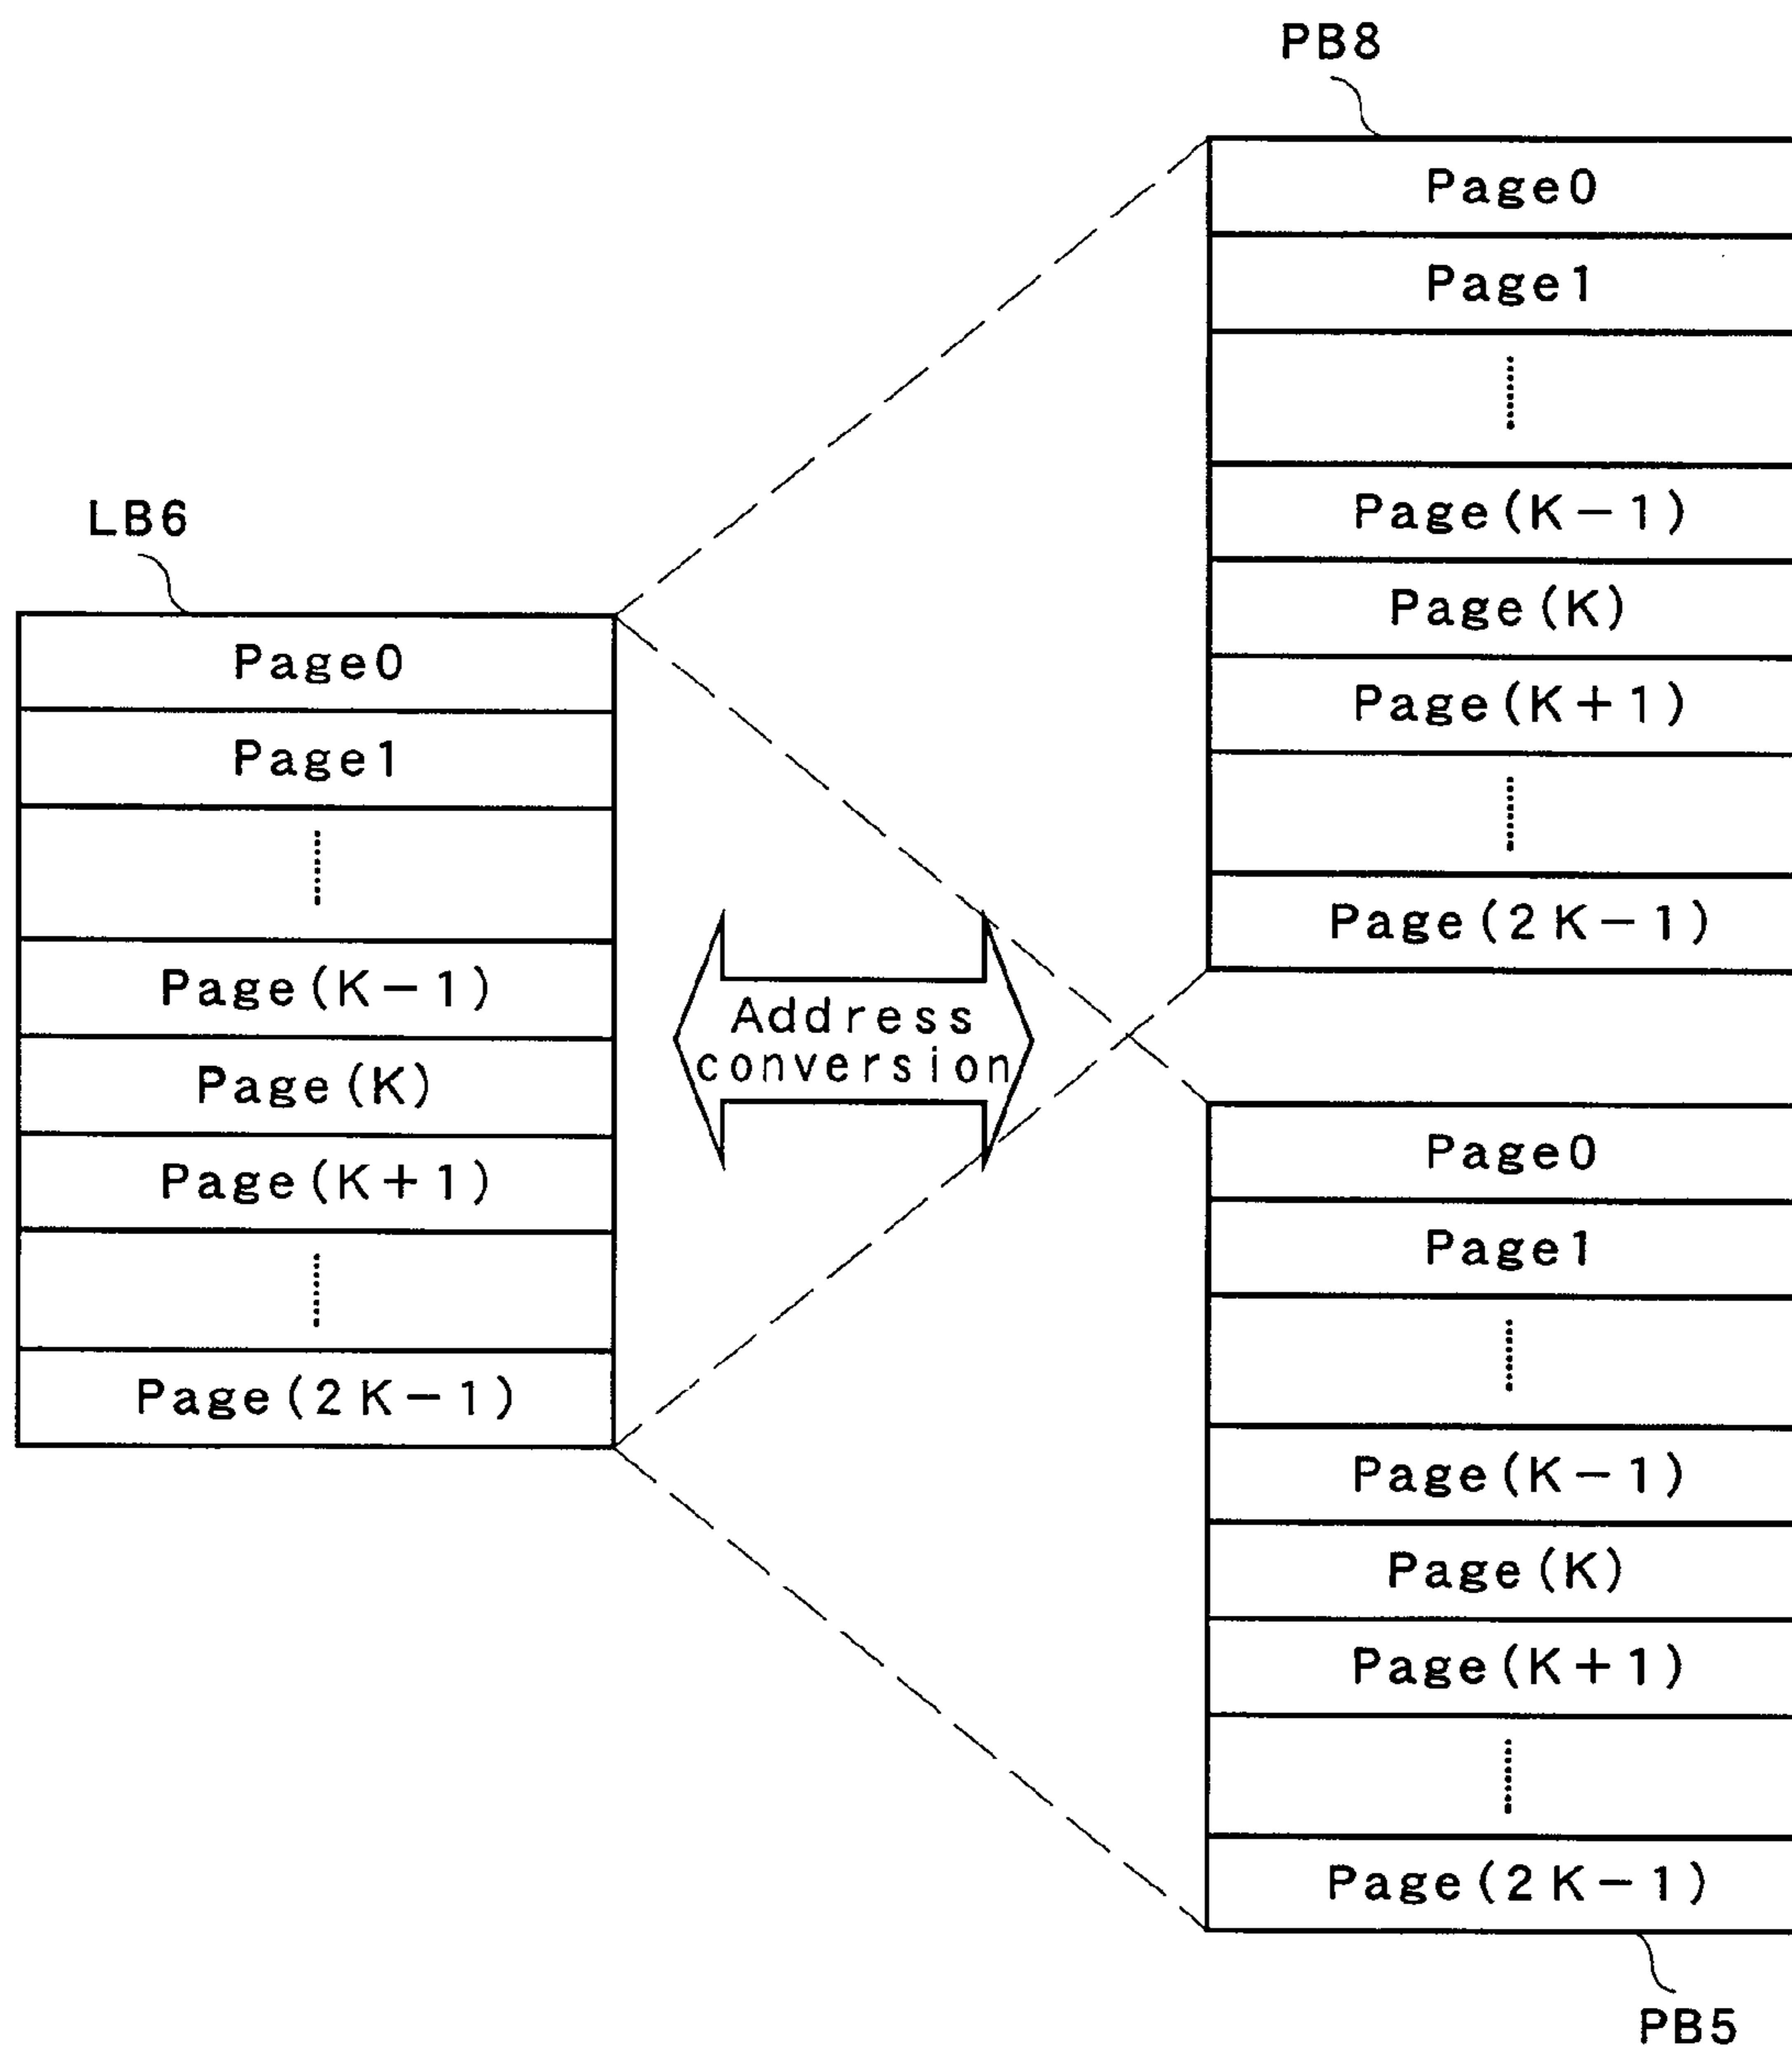 LB6
Page0
Page1
Page(K-1)
Page(K)
Page(K+1)
Page(2K-1)
Address
conversion
PB8
Page0
Page1
Page(K-1)
Page(K)
Page(K+1)
Page(2K-1)
Page0
Page1
Page(K-1)
Page(K)
Page(K+1)
Page(2K-1)
PB5